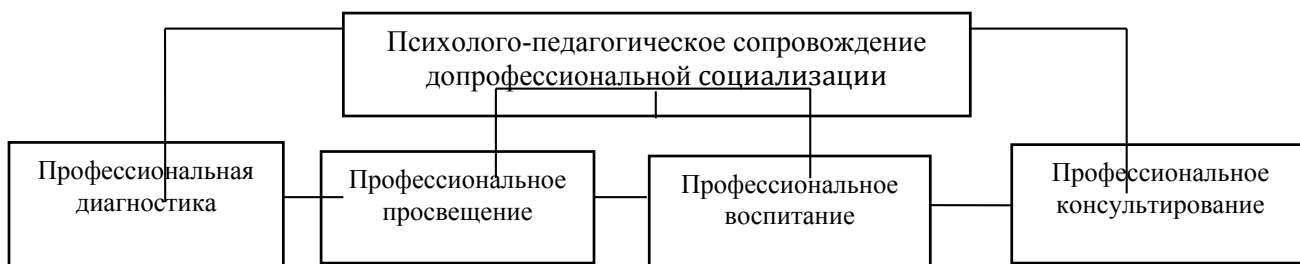 Психолого-педагогическое сопровождение
допрофессиональной социализации
Профессиональная
диагностика
Профессиональное
просвещение
Профессиональное
воспитание
Профессиональное
консультирование